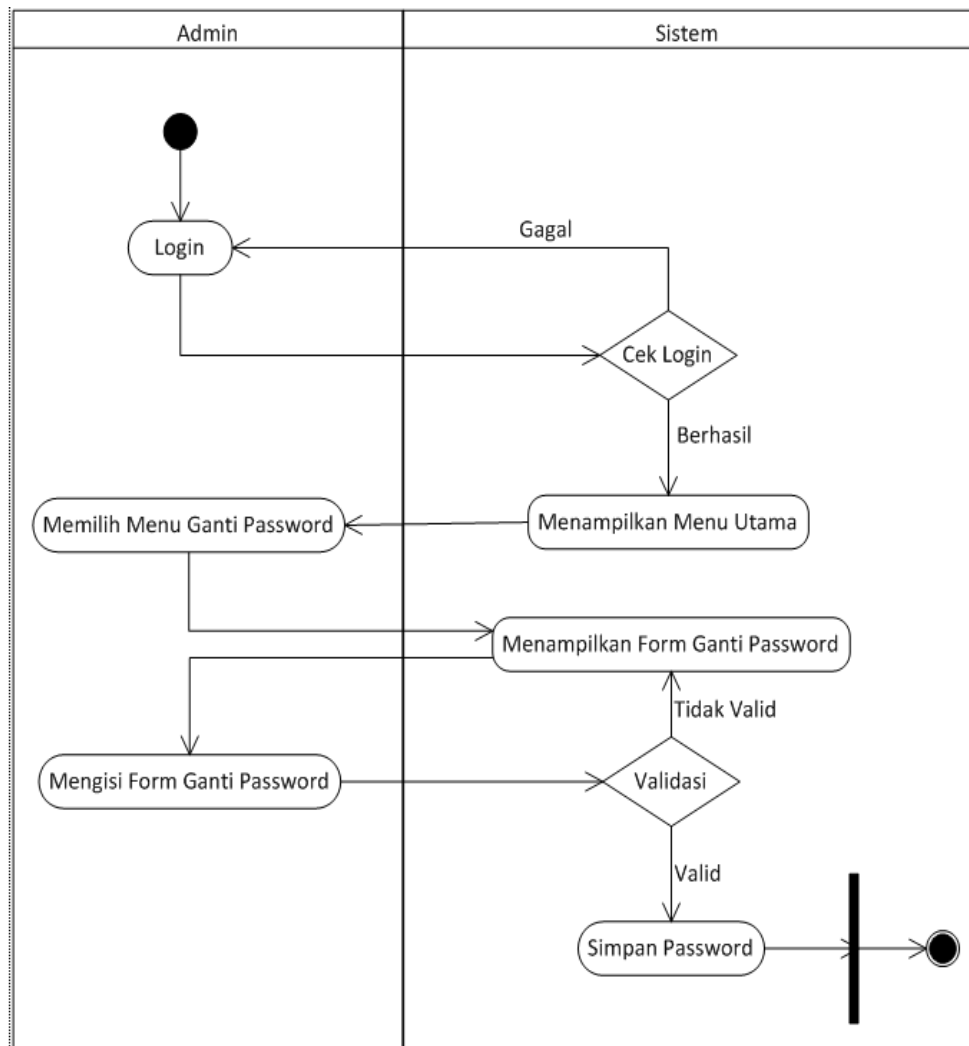 Admin
Sistem
Login
Gagal
Cek Login
Berhasil
Memilih Menu Ganti Password
Menampilkan Menu Utama
Menampilkan Form Ganti Password
Tidak Valid
Mengisi Form Ganti Password
Validasi
Valid
Simpan Password